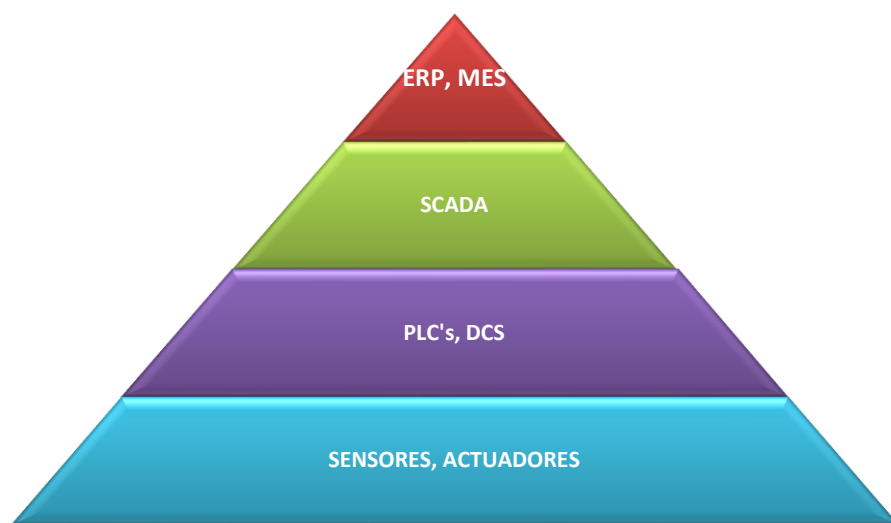 ERP, MES
SCADA
PLC's, DCS
SENSORES, ACTUADORES